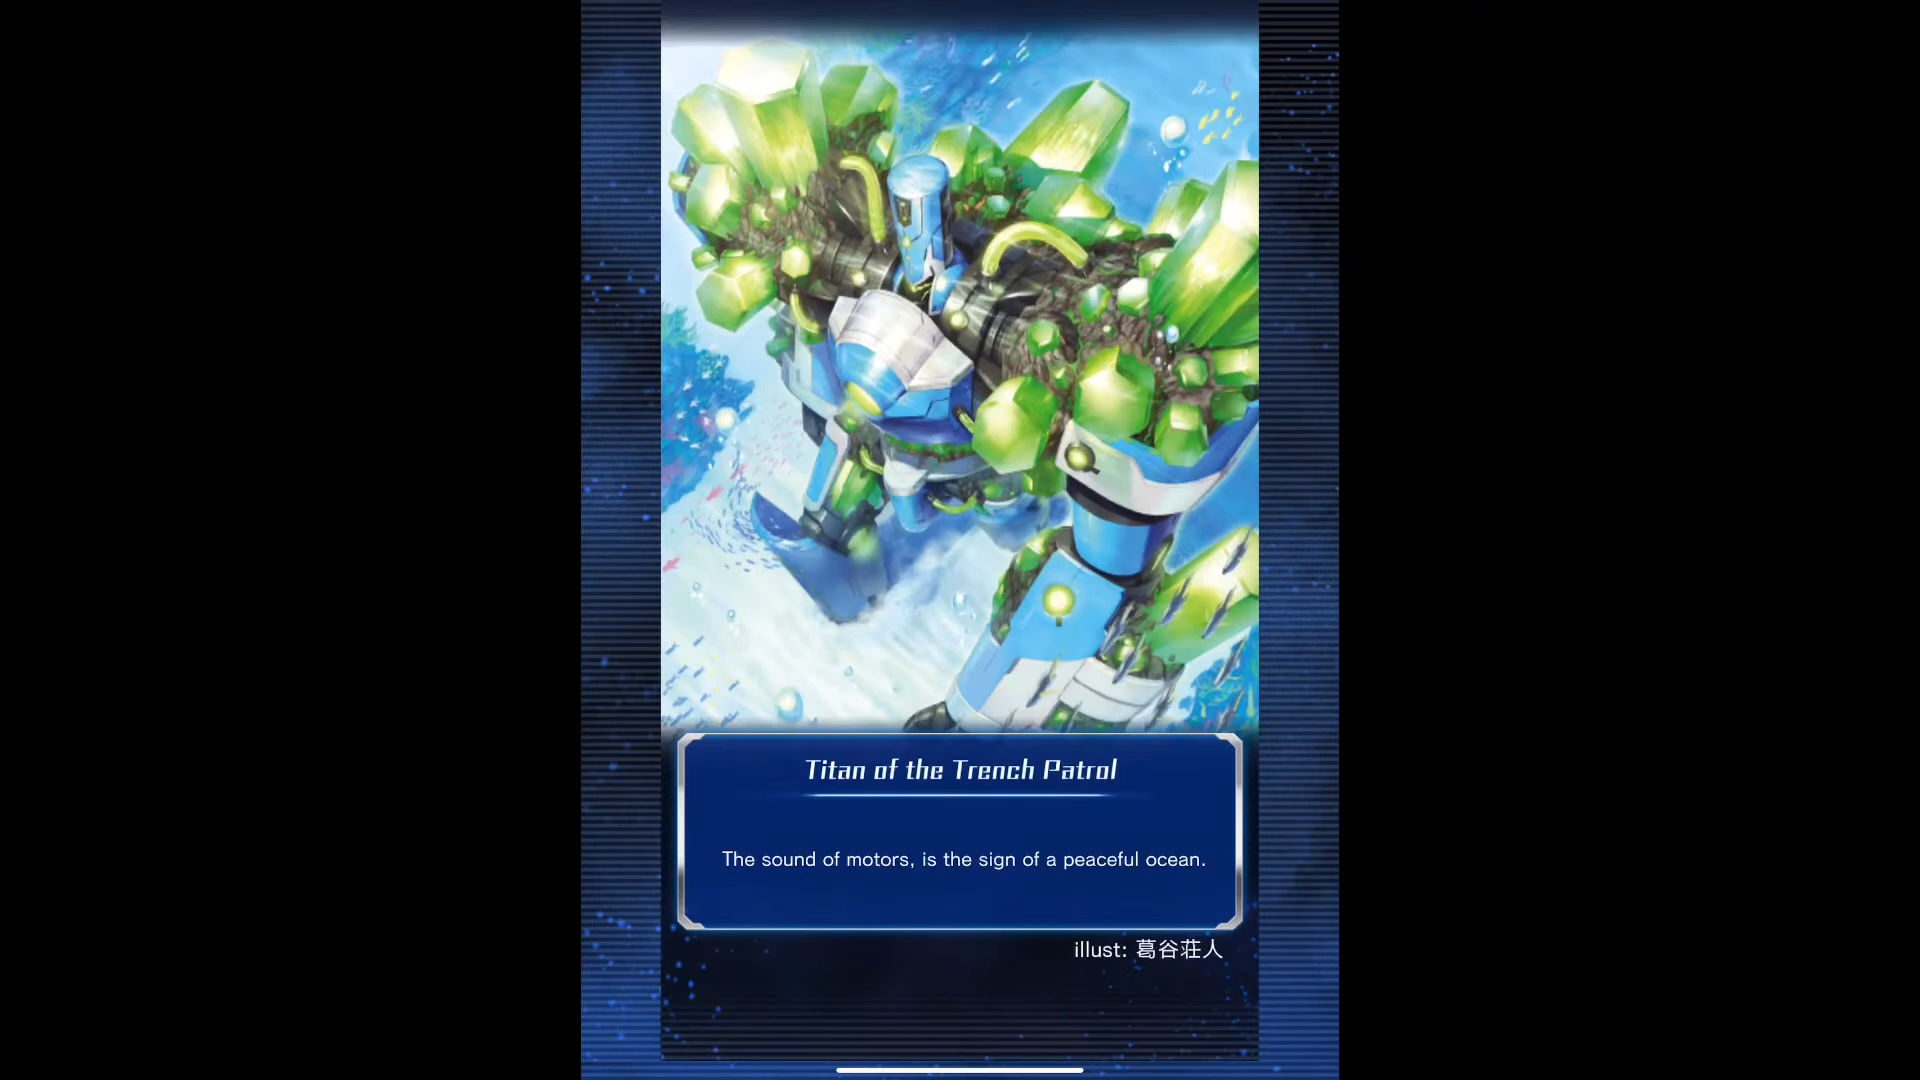 Titan of the Trench Patrol
The sound of motors, is the sign of a peaceful ocean.
illust: 葛谷荘人